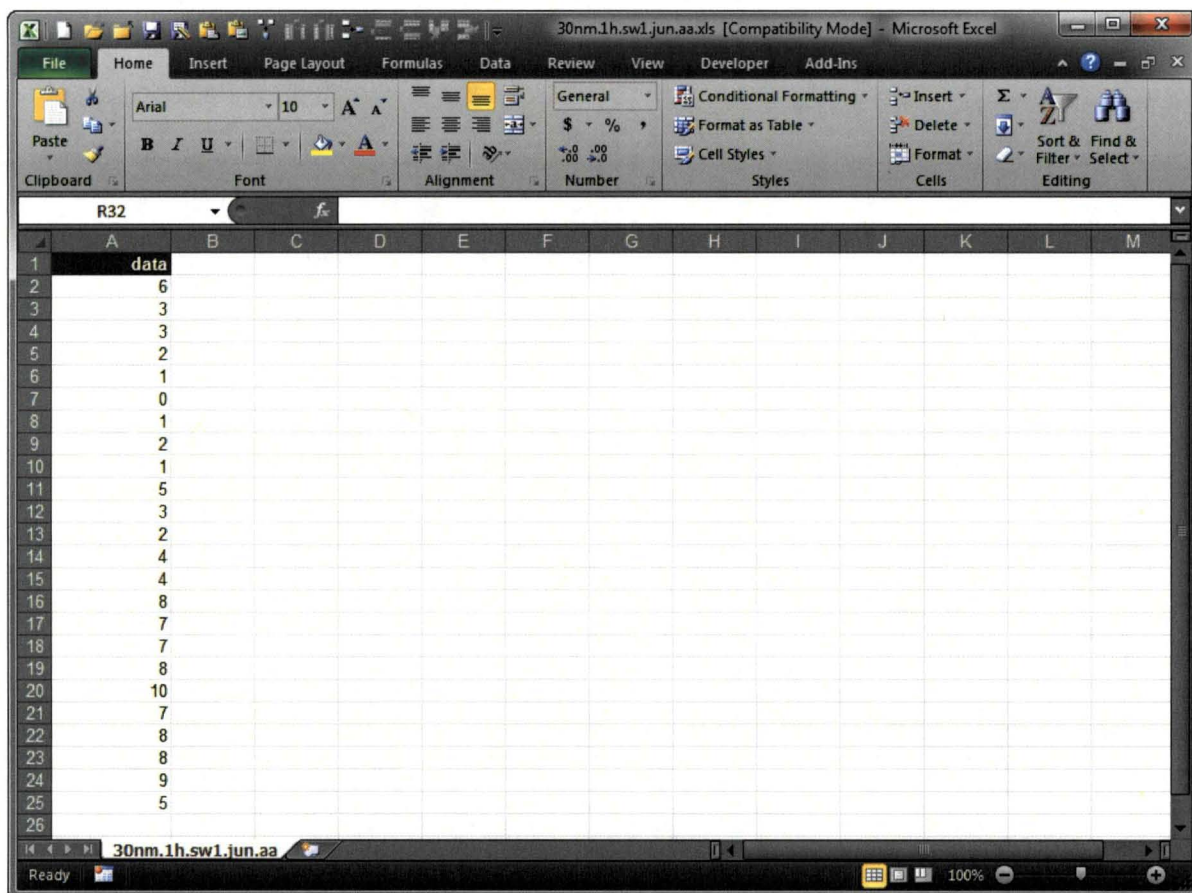 30nm.1h.sw1.jun.aa.xls [Compatibility Mode] - Microsoft Excel
File Home Insert Page Layout Formulas Data Review View Developer Add-Ins
Paste
Clipboard
Arial 10 A A
B I U A
Font
Alignment
General
$ % ,
.0 .00 .00 .0
Number
Conditional Formatting
Format as Table
Cell Styles
Styles
Insert
Delete
Format
Cells
Σ
Sort & Filter
Find & Select
Editing
R32 fx
A B C D E F G H I J K L M
1 data
2 6
3 3
4 3
5 2
6 1
7 0
8 1
9 2
10 1
11 5
12 3
13 2
14 4
15 4
16 8
17 7
18 7
19 8
20 10
21 7
22 8
23 8
24 9
25 5
26
30nm.1h.sw1.jun.aa
Ready 100%